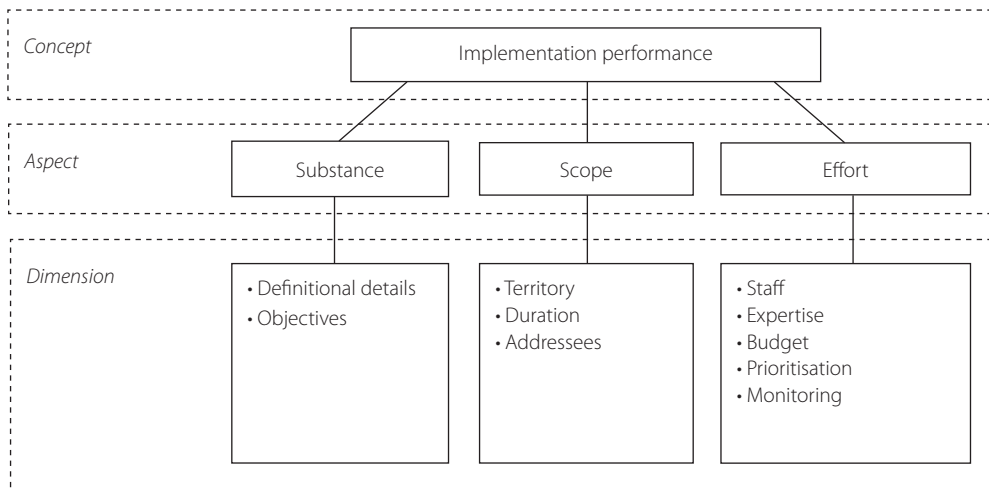 Concept
Implementation performance
Aspect
Substance
Scope
Effort
Dimension
• Definitional details
• Objectives
• Territory
• Duration
• Addressees
• Staff
• Expertise
• Budget
• Prioritisation
• Monitoring